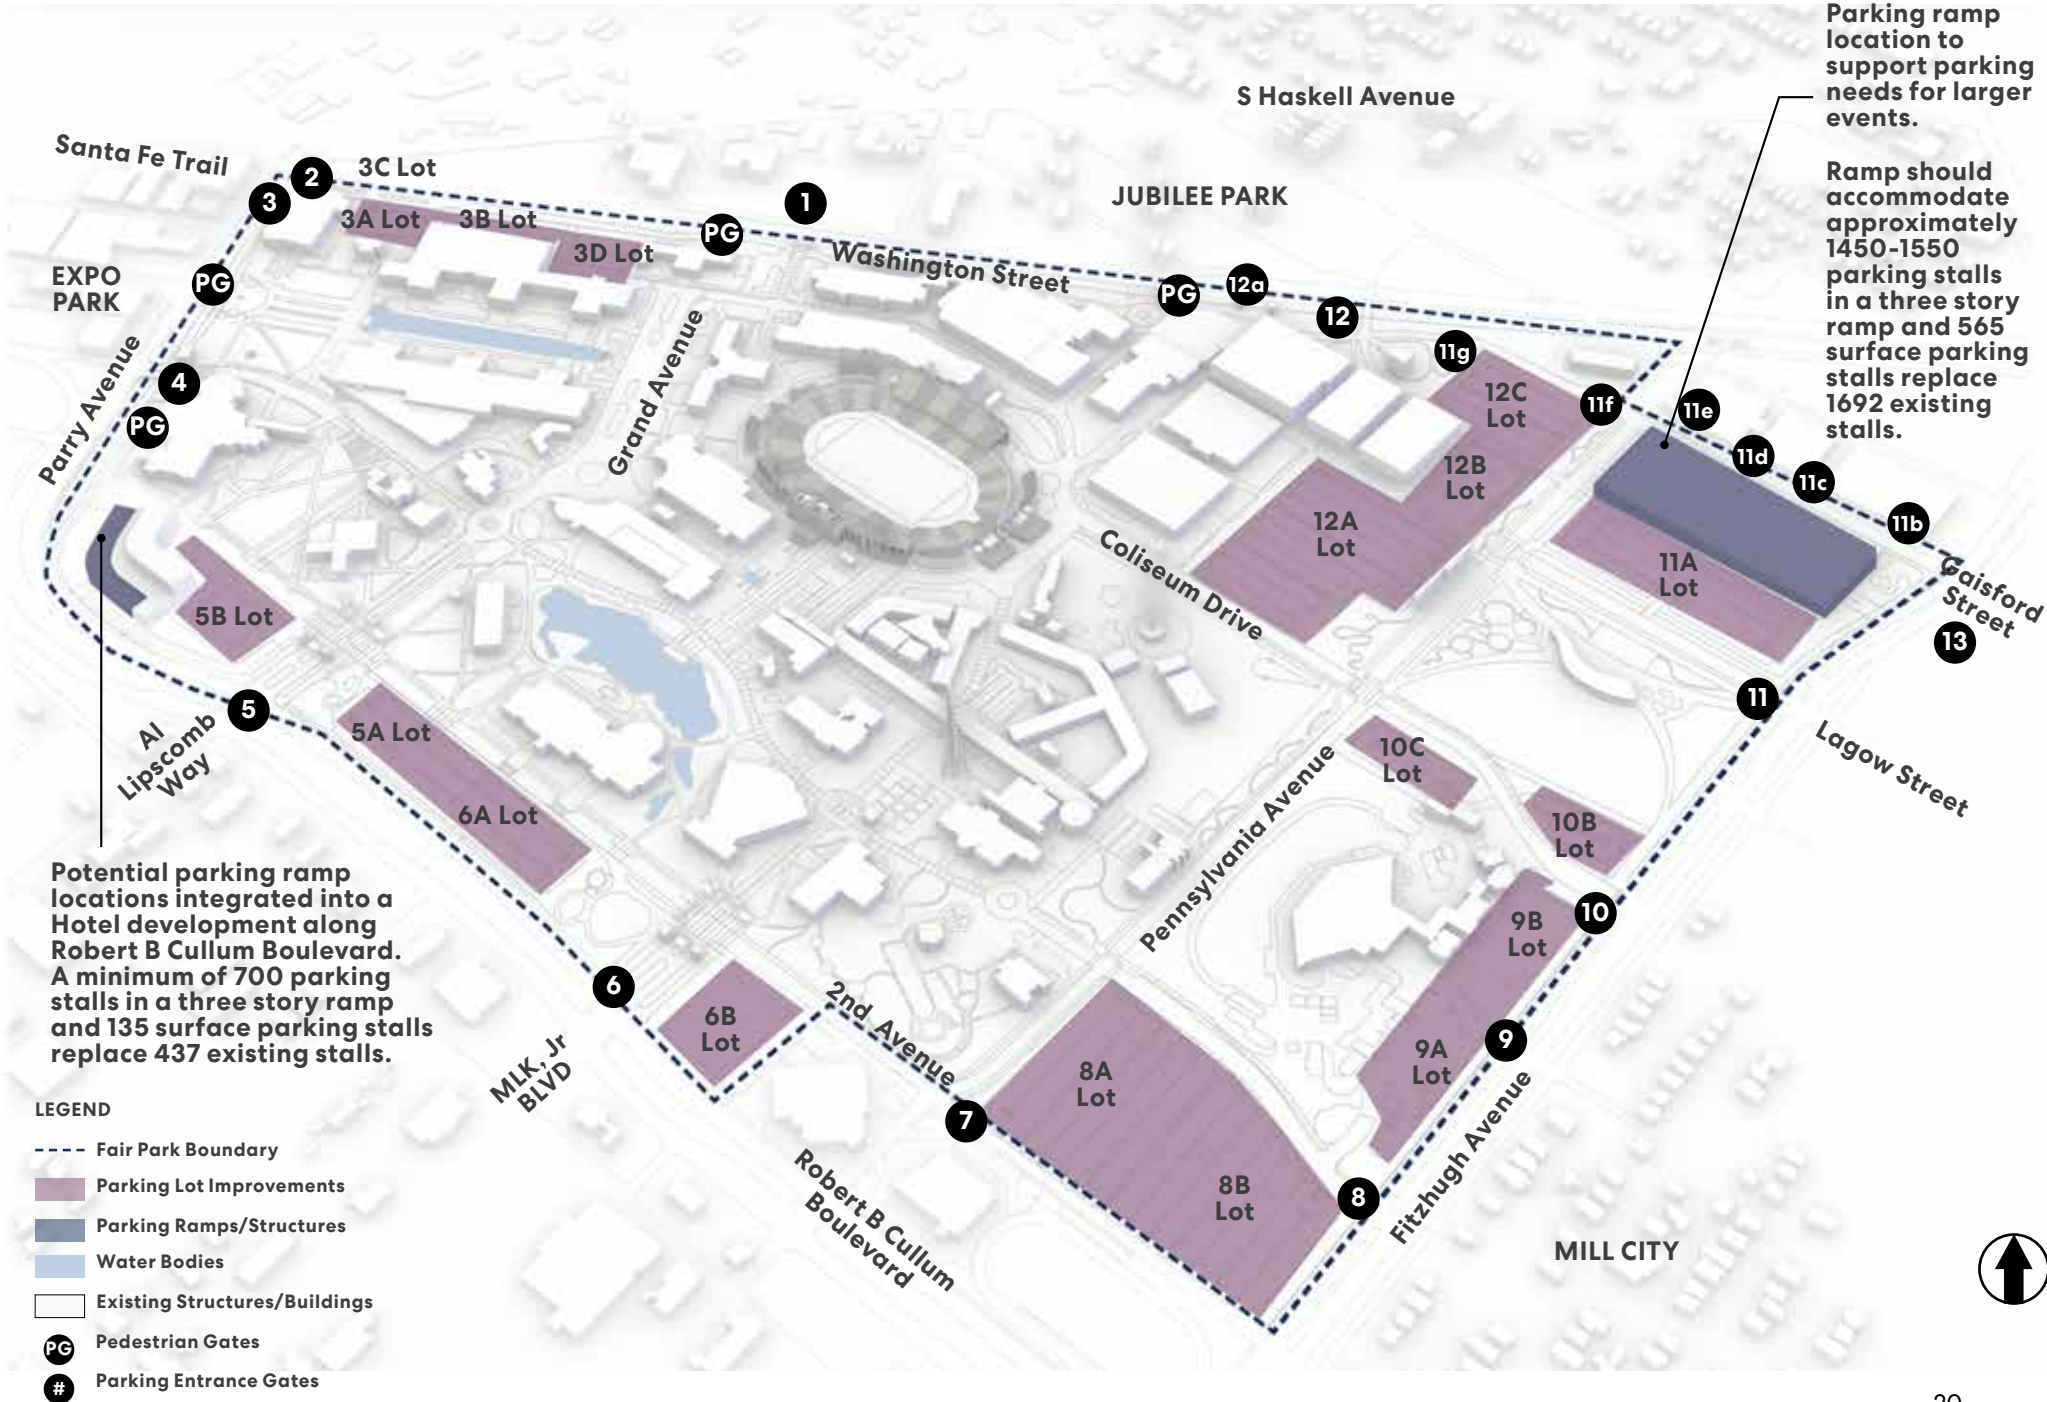 Parking ramp
location to
support parking
needs for larger
events.
Ramp should
accommodate
approximately
1450-1550
parking stalls
in a three story
ramp and 565
surface parking
stalls replace
1692 existing
stalls.
S Haskell Avenue
JUBILEE PARK
Santa Fe Trail
2
3C Lot
3
3A Lot
3B Lot
3D Lot
PG
1
Washington Street
PG
12a
12
11g
12C
Lot
11f
11e
11d
11c
11b
EXPO
PARK
PG
4
PG
Parry Avenue
Grand Avenue
12B
Lot
12A
Lot
11A
Lot
Coliseum Drive
Gaisford
Street
13
11
Lagow Street
5B Lot
5
Al
Lipscomb
Way
5A Lot
6A Lot
10C
Lot
10B
Lot
Pennsylvania Avenue
10
9B
Lot
9
9A
Lot
Potential parking ramp
locations integrated into a
Hotel development along
Robert B Cullum Boulevard.
A minimum of 700 parking
stalls in a three story ramp
and 135 surface parking stalls
replace 437 existing stalls.
6
6B
Lot
MLK, Jr
BLVD
2nd Avenue
7
8A
Lot
8B
Lot
8
Fitzhugh Avenue
Robert B Cullum
Boulevard
MILL CITY
LEGEND
Fair Park Boundary
Parking Lot Improvements
Parking Ramps/Structures
Water Bodies
Existing Structures/Buildings
PG
Pedestrian Gates
#
Parking Entrance Gates